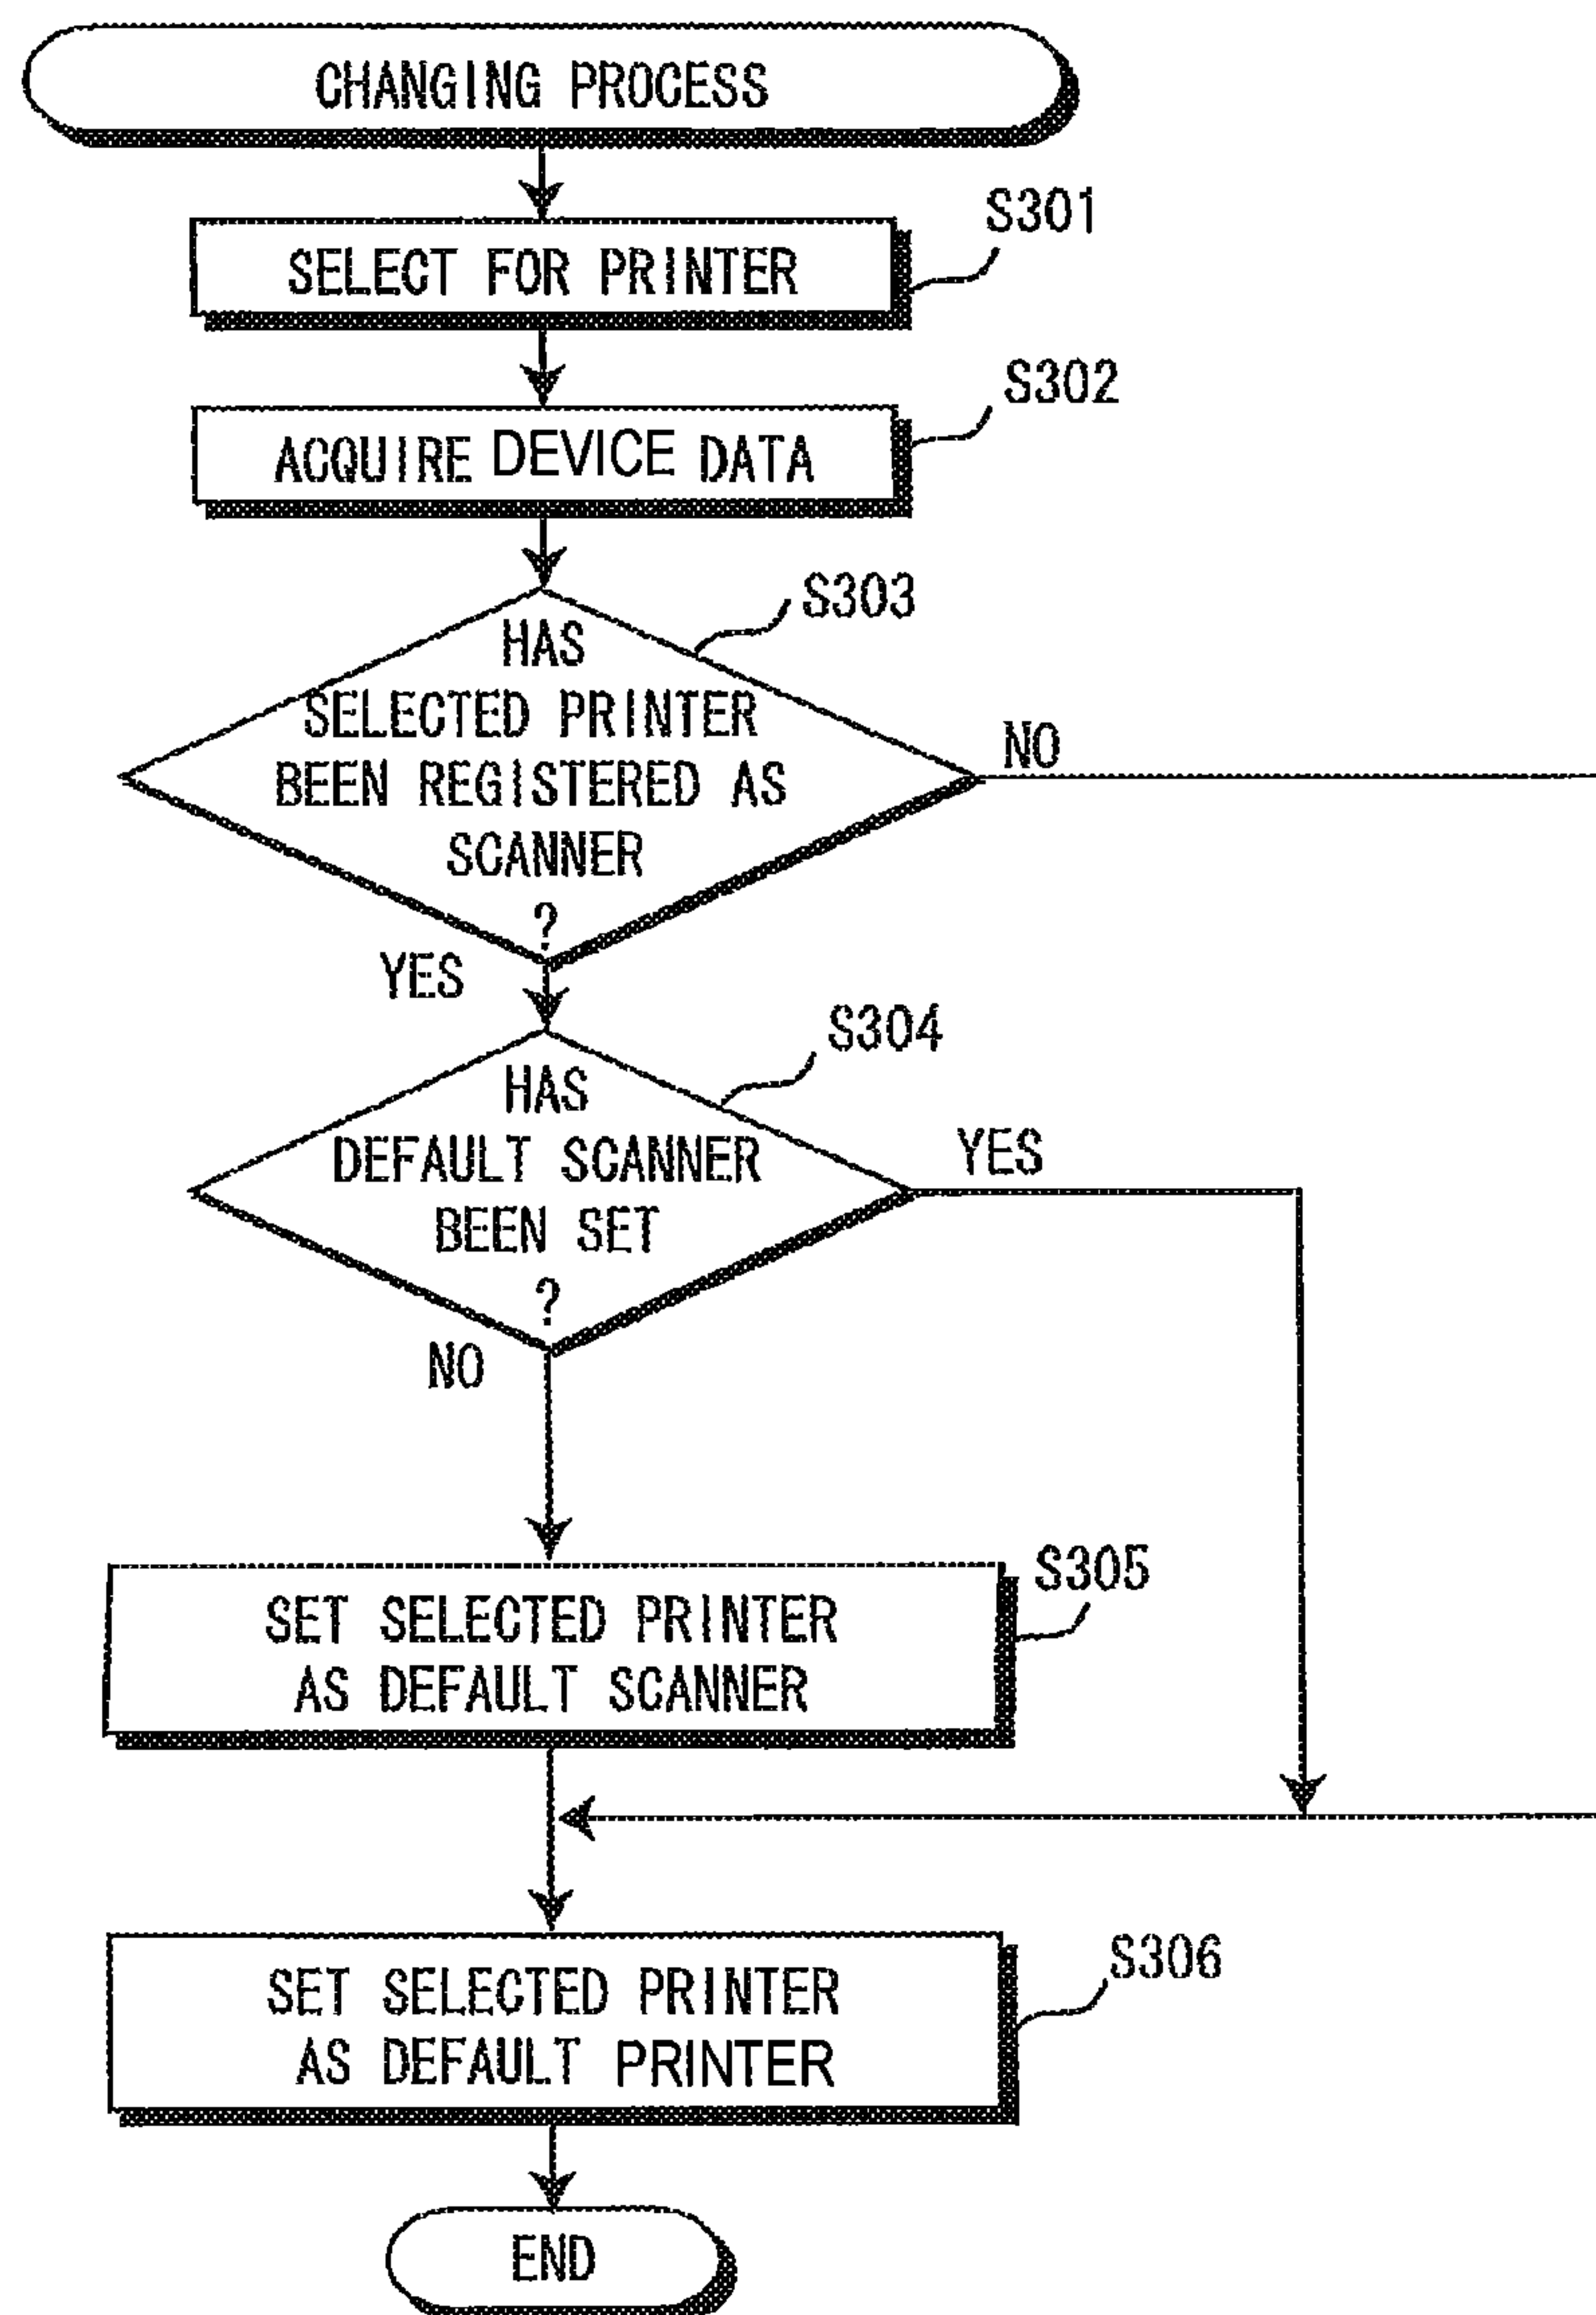 CHANGING PROCESS
S301
SELECT FOR PRINTER
S302
ACQUIRE DEVICE DATA
S303
HAS
SELECTED PRINTER
BEEN REGISTERED AS
SCANNER
?
NO
YES
S304
HAS
DEFAULT SCANNER
BEEN SET
?
YES
NO
S305
SET SELECTED PRINTER
AS DEFAULT SCANNER
S306
SET SELECTED PRINTER
AS DEFAULT PRINTER
END